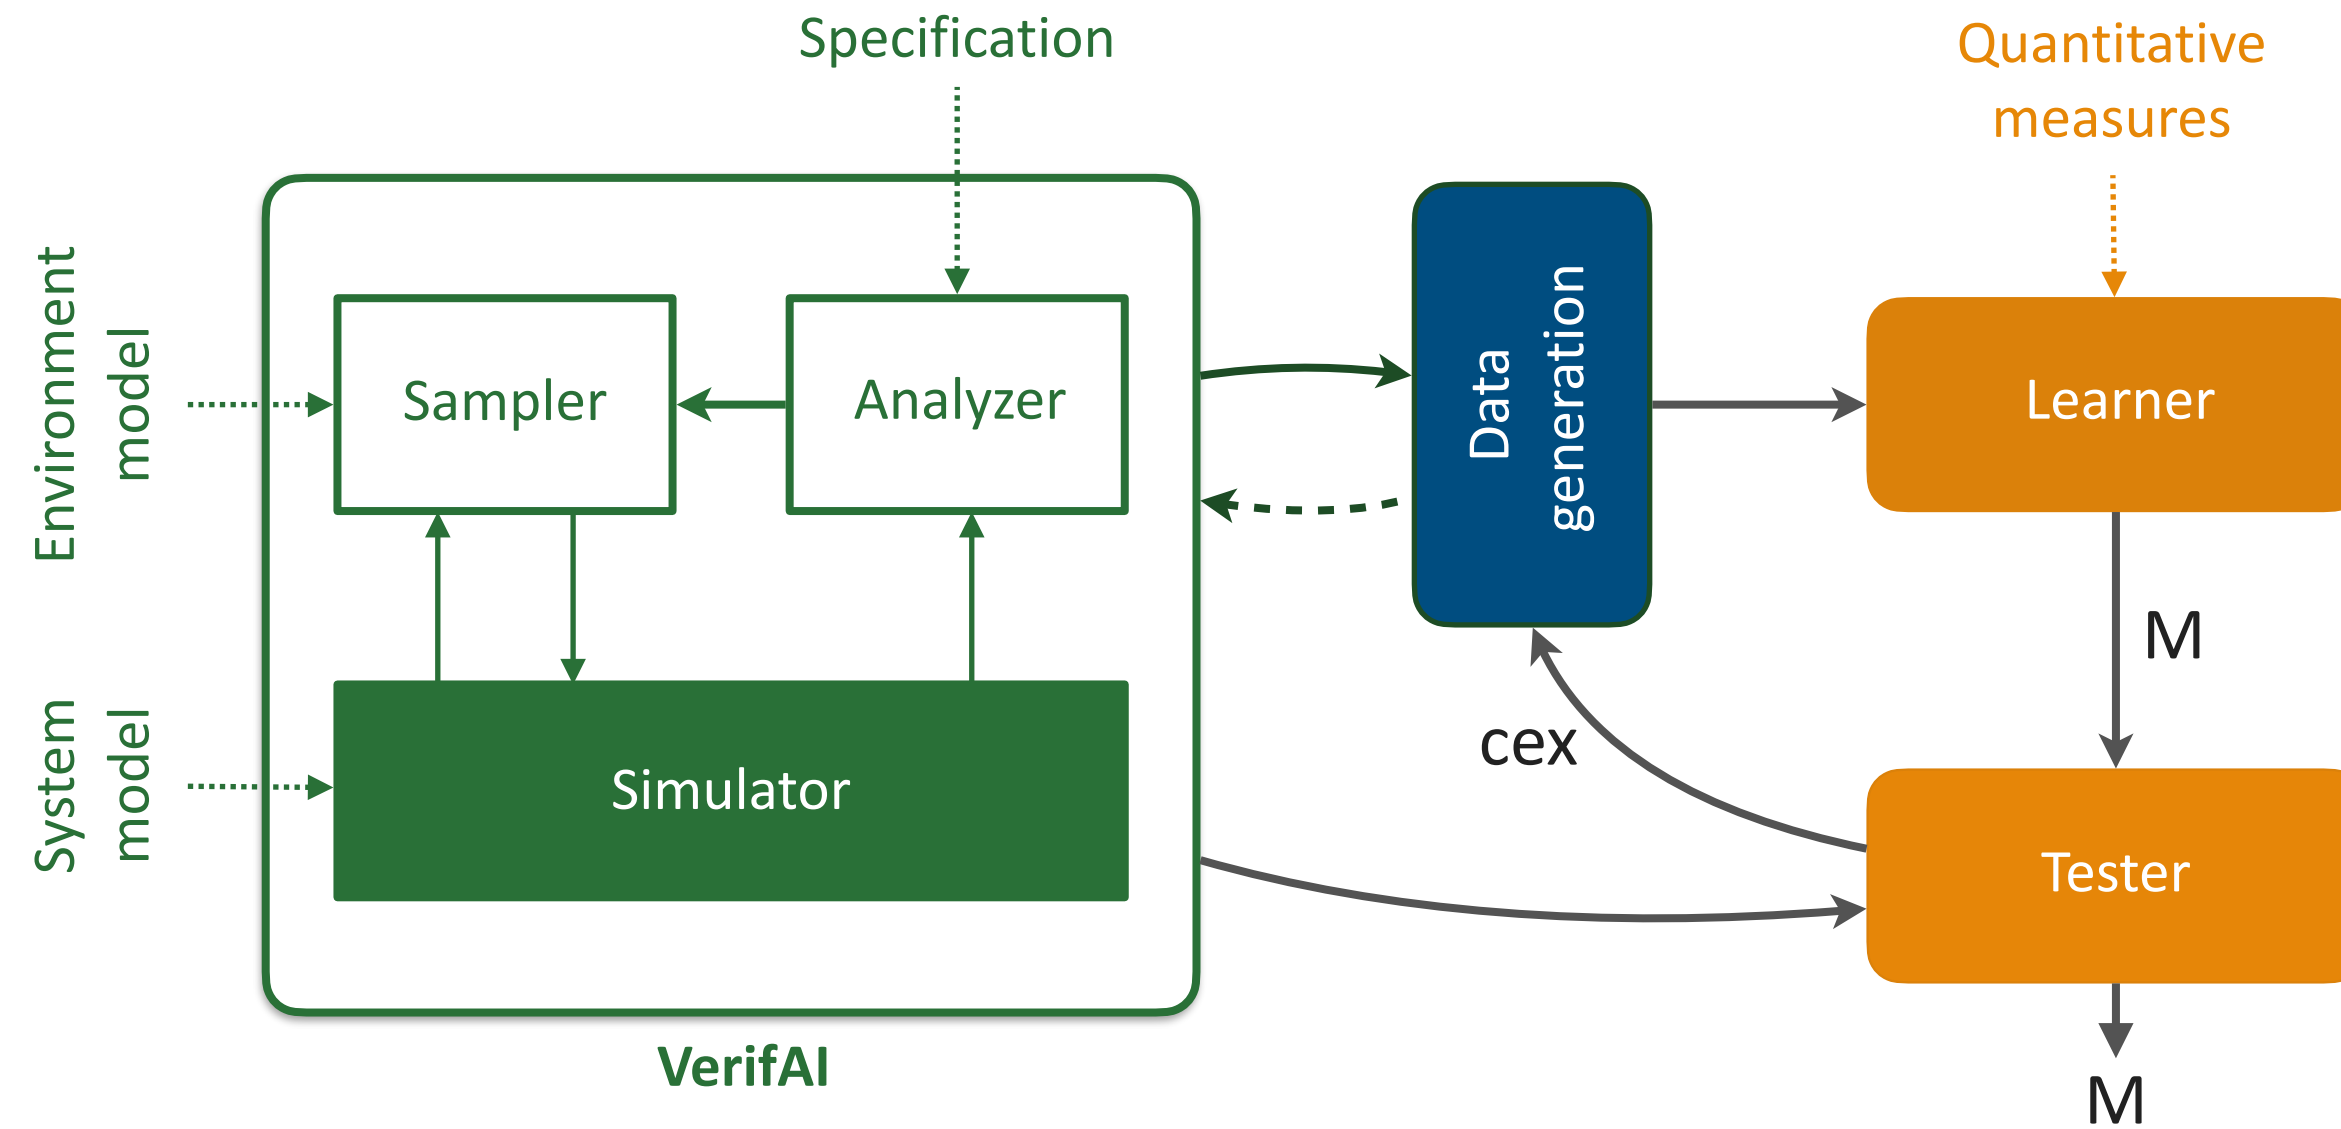 Specification
Quantitative
measures
Environment
model
Sampler
Analyzer
Data
generation
Learner
M
System
model
Simulator
cex
Tester
VerifAI
M